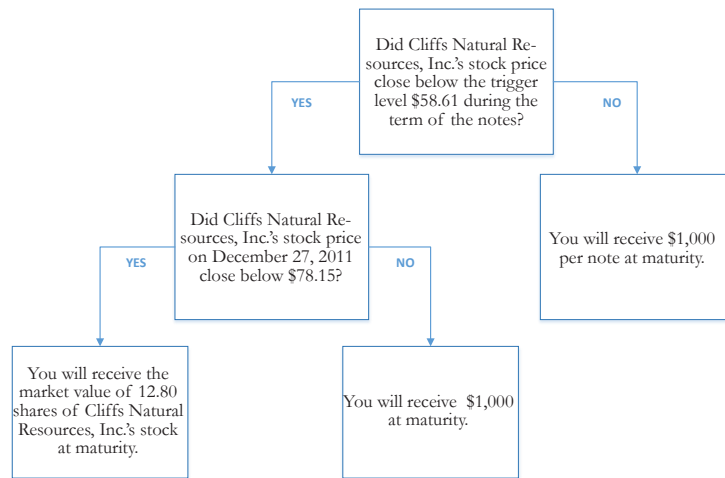 Did Cliffs Natural Re-
sources, Inc.'s stock price
close below the trigger
level $58.61 during the
term of the notes?
YES
NO
Did Cliffs Natural Re-
sources, Inc.'s stock price
on December 27, 2011
close below $78.15?
You will receive $1,000
per note at maturity.
YES
NO
You will receive the
market value of 12.80
shares of Cliffs Natural
Resources, Inc.'s stock
at maturity.
You will receive $1,000
at maturity.